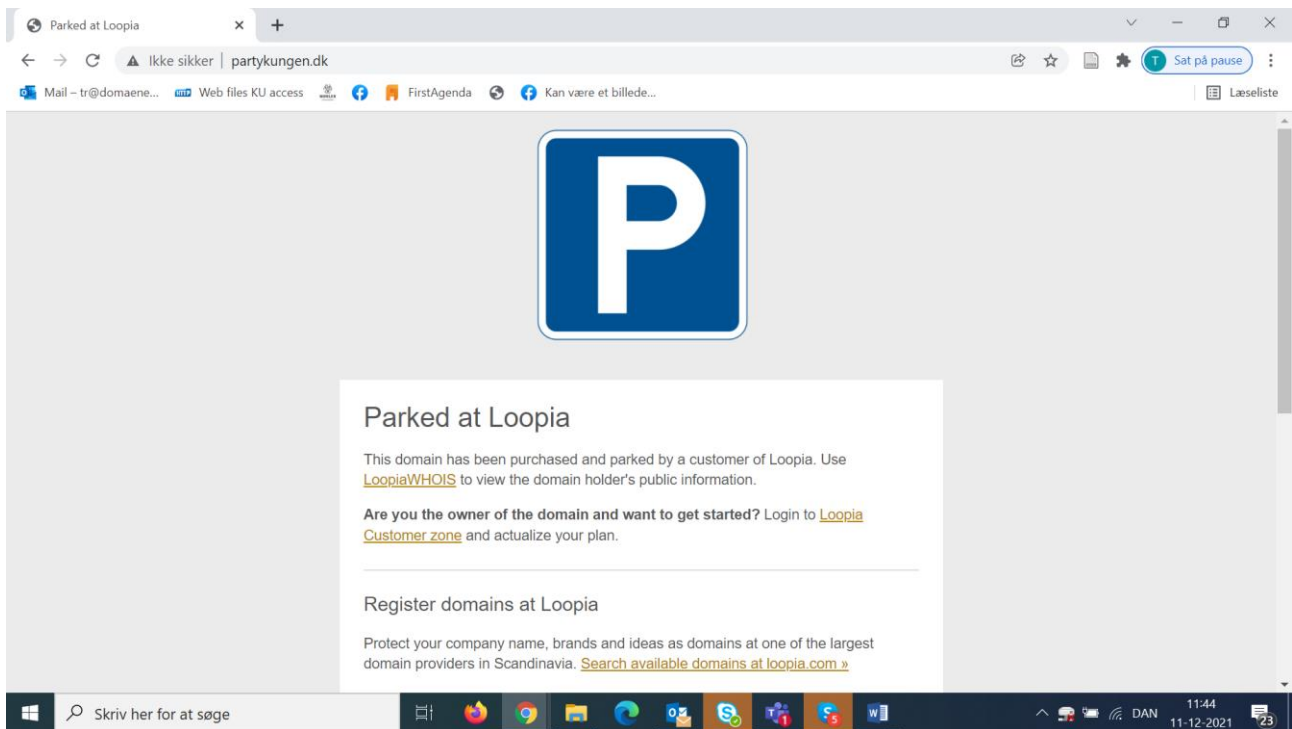 Parked at Loopia
Ikke sikker | partykungen.dk
T Sat på pause
Mail – tr@domaene... Web files KU access FirstAgenda Kan være et billede... Læseliste
P
Parked at Loopia
This domain has been purchased and parked by a customer of Loopia. Use
LoopiaWHOIS to view the domain holder's public information.
Are you the owner of the domain and want to get started? Login to Loopia
Customer zone and actualize your plan.
Register domains at Loopia
Protect your company name, brands and ideas as domains at one of the largest
domain providers in Scandinavia. Search available domains at loopia.com »
Skriv her for at søge
DAN
11:44
11-12-2021
23